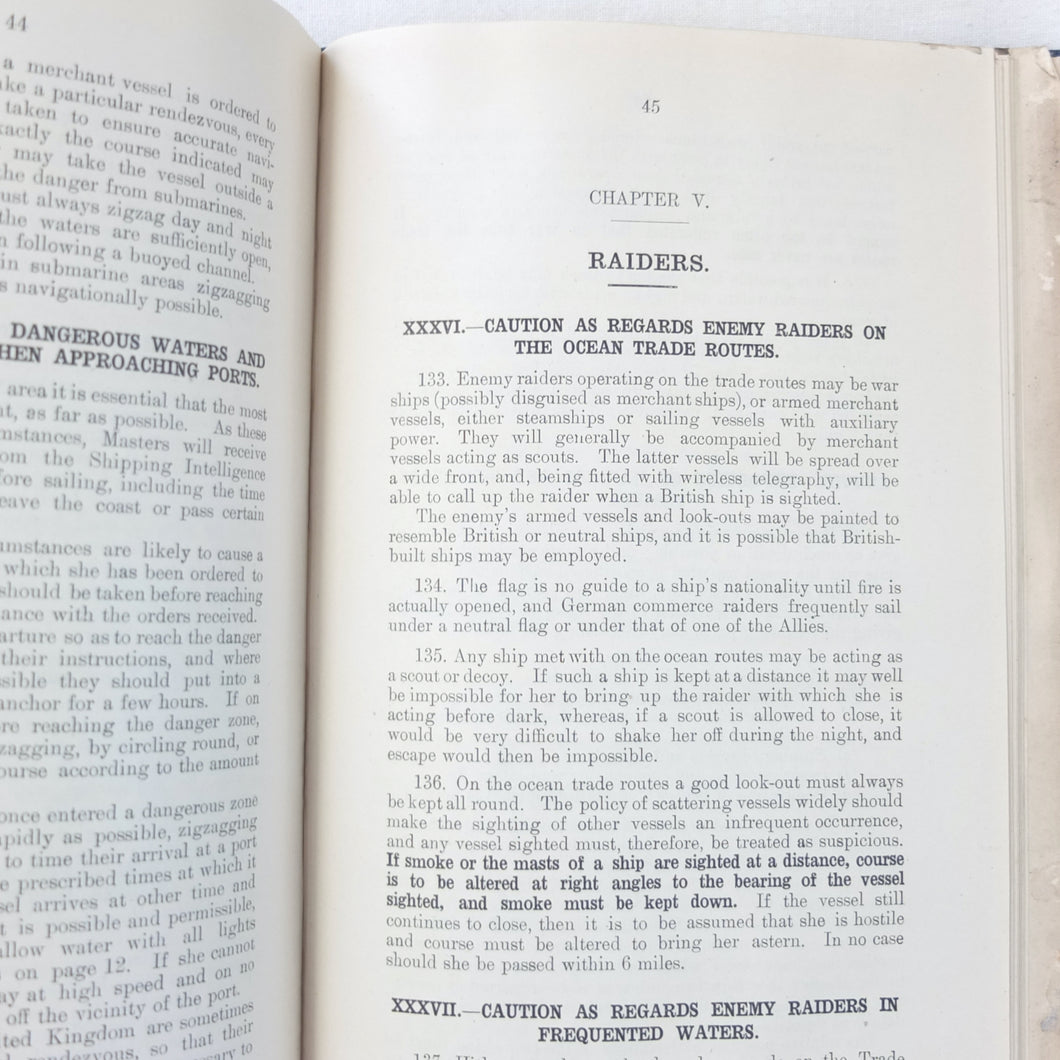 44
a merchant vessel is ordered to
a particular rendezvous, every
taken to ensure accurate navi-
the course indicated may
may take the vessel outside a
the danger from submarines.
must always zigzag day and night
the waters are sufficiently open,
following a buoyed channel.
in submarine areas zigzagging
navigationally possible.
DANGEROUS WATERS AND
WHEN APPROACHING PORTS.
area it is essential that the most
as far as possible. As these
Masters will receive
the Shipping Intelligence
sailing, including the time
leave the coast or pass certain
are likely to cause a
which she has been ordered to
should be taken before reaching
with the orders received.
so as to reach the danger
their instructions, and where
they should put into a
anchor for a few hours. If on
reaching the danger zone,
by circling round, or
course according to the amount
once entered a dangerous zone
rapidly as possible, zigzagging
to time their arrival at a port
prescribed times at which it
arrives at other time and
is possible and permissible,
water with all lights
on page 12. If she cannot
at high speed and on no
off the vicinity of the port.
Kingdom are sometimes
rendezvous, so that their
to
45
CHAPTER V.
RAIDERS.
XXXVI.—CAUTION AS REGARDS ENEMY RAIDERS ON
THE OCEAN TRADE ROUTES.
133. Enemy raiders operating on the trade routes may be war
ships (possibly disguised as merchant ships), or armed merchant
vessels, either steamships or sailing vessels with auxiliary
power. They will generally be accompanied by merchant
vessels acting as scouts. The latter vessels will be spread over
a wide front, and, being fitted with wireless telegraphy, will be
able to call up the raider when a British ship is sighted.
The enemy's armed vessels and look-outs may be painted to
resemble British or neutral ships, and it is possible that British-
built ships may be employed.
134. The flag is no guide to a ship's nationality until fire is
actually opened, and German commerce raiders frequently sail
under a neutral flag or under that of one of the Allies.
135. Any ship met with on the ocean routes may be acting as
a scout or decoy. If such a ship is kept at a distance it may well
be impossible for her to bring up the raider with which she is
acting before dark, whereas, if a scout is allowed to close, it
would be very difficult to shake her off during the night, and
escape would then be impossible.
136. On the ocean trade routes a good look-out must always
be kept all round. The policy of scattering vessels widely should
make the sighting of other vessels an infrequent occurrence,
and any vessel sighted must, therefore, be treated as suspicious.
If smoke or the masts of a ship are sighted at a distance, course
is to be altered at right angles to the bearing of the vessel
sighted, and smoke must be kept down. If the vessel still
continues to close, then it is to be assumed that she is hostile
and course must be altered to bring her astern. In no case
should she be passed within 6 miles.
XXXVII.—CAUTION AS REGARDS ENEMY RAIDERS IN
FREQUENTED WATERS.
the Trade